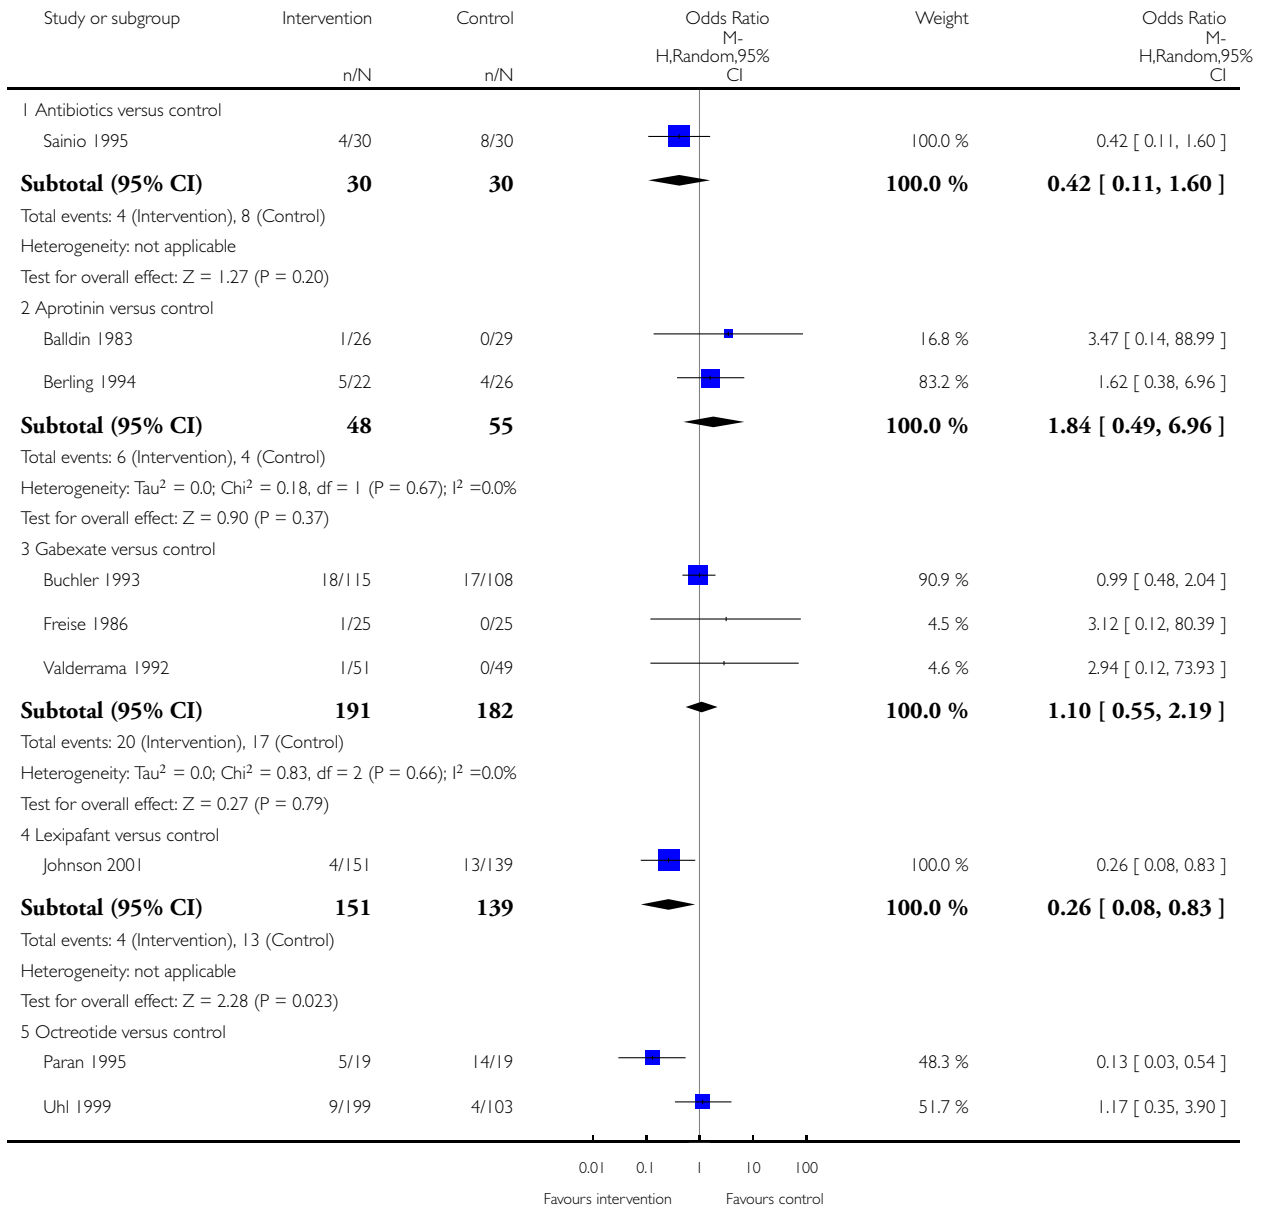 Study or subgroup Intervention Control Odds Ratio Weight Odds Ratio
M- M-
H,Random,95% H,Random,95%
n/N n/N CI CI
1 Antibiotics versus control
Sainio 1995 4/30 8/30 100.0 % 0.42 [ 0.11, 1.60 ]
Subtotal (95% CI) 30 30 100.0 % 0.42 [ 0.11, 1.60 ]
Total events: 4 (Intervention), 8 (Control)
Heterogeneity: not applicable
Test for overall effect: Z = 1.27 (P = 0.20)
2 Aprotinin versus control
Balldin 1983 1/26 0/29 16.8 % 3.47 [ 0.14, 88.99 ]
Berling 1994 5/22 4/26 83.2 % 1.62 [ 0.38, 6.96 ]
Subtotal (95% CI) 48 55 100.0 % 1.84 [ 0.49, 6.96 ]
Total events: 6 (Intervention), 4 (Control)
Heterogeneity: Tau² = 0.0; Chi² = 0.18, df = 1 (P = 0.67); I² =0.0%
Test for overall effect: Z = 0.90 (P = 0.37)
3 Gabexate versus control
Buchler 1993 18/115 17/108 90.9 % 0.99 [ 0.48, 2.04 ]
Freise 1986 1/25 0/25 4.5 % 3.12 [ 0.12, 80.39 ]
Valderrama 1992 1/51 0/49 4.6 % 2.94 [ 0.12, 73.93 ]
Subtotal (95% CI) 191 182 100.0 % 1.10 [ 0.55, 2.19 ]
Total events: 20 (Intervention), 17 (Control)
Heterogeneity: Tau² = 0.0; Chi² = 0.83, df = 2 (P = 0.66); I² =0.0%
Test for overall effect: Z = 0.27 (P = 0.79)
4 Lexipafant versus control
Johnson 2001 4/151 13/139 100.0 % 0.26 [ 0.08, 0.83 ]
Subtotal (95% CI) 151 139 100.0 % 0.26 [ 0.08, 0.83 ]
Total events: 4 (Intervention), 13 (Control)
Heterogeneity: not applicable
Test for overall effect: Z = 2.28 (P = 0.023)
5 Octreotide versus control
Paran 1995 5/19 14/19 48.3 % 0.13 [ 0.03, 0.54 ]
Uhl 1999 9/199 4/103 51.7 % 1.17 [ 0.35, 3.90 ]
0.01 0.1 1 10 100
Favours intervention Favours control